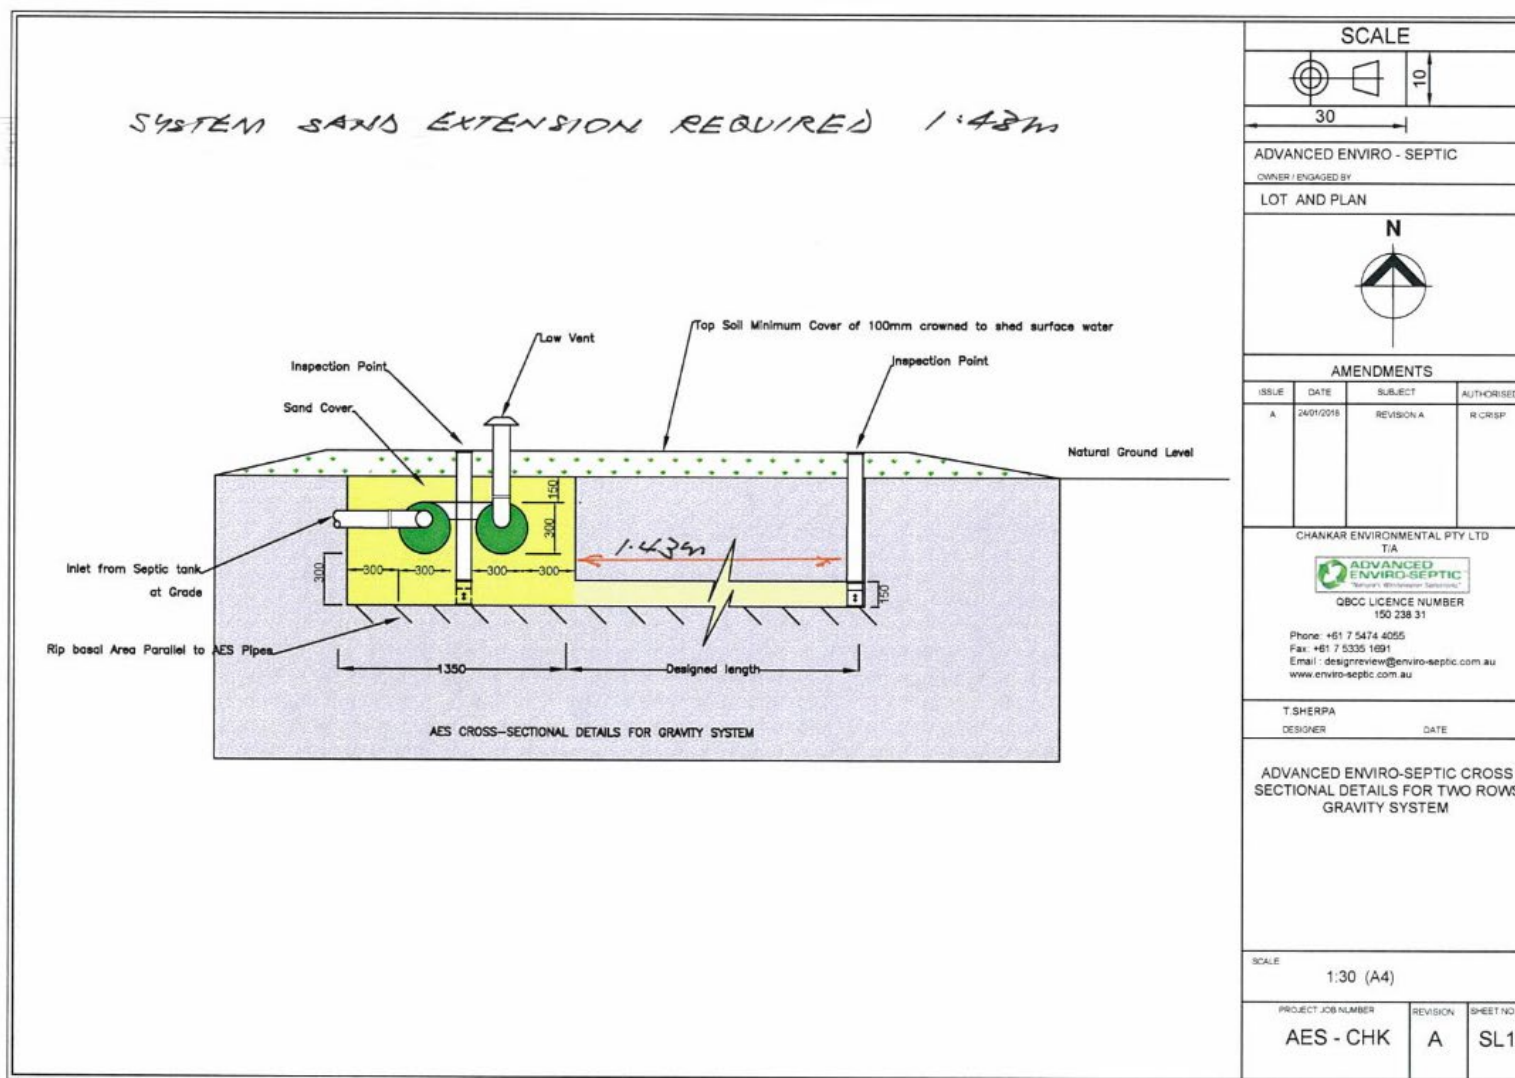 SYSTEM SAND EXTENSION REQUIRED 1.43m
Low Vent
Top Soil Minimum Cover of 100mm crowned to shed surface water
Inspection Point
Inspection Point
Sand Cover
Natural Ground Level
150
300
1.43m
Inlet from Septic tank
at Grade
300
300
300
300
300
150
Rip basal Area Parallel to AES Pipes
1350
Designed length
AES CROSS-SECTIONAL DETAILS FOR GRAVITY SYSTEM
SCALE
10
30
ADVANCED ENVIRO - SEPTIC
OWNER / ENGAGED BY
LOT AND PLAN
N
AMENDMENTS
ISSUE DATE SUBJECT AUTHORISED
A 24/01/2018 REVISION A R.CRISP
CHANKAR ENVIRONMENTAL PTY LTD
T/A
ADVANCED
ENVIRO-SEPTIC
QBCC LICENCE NUMBER
150 238 31
Phone: +61 7 5474 4055
Fax: +61 7 5335 1691
Email : designreview@enviro-septic.com.au
www.enviro-septic.com.au
T.SHERPA
DESIGNER DATE
ADVANCED ENVIRO-SEPTIC CROSS
SECTIONAL DETAILS FOR TWO ROWS
GRAVITY SYSTEM
SCALE
1:30 (A4)
PROJECT JOB NUMBER REVISION SHEET NO
AES - CHK A SL1